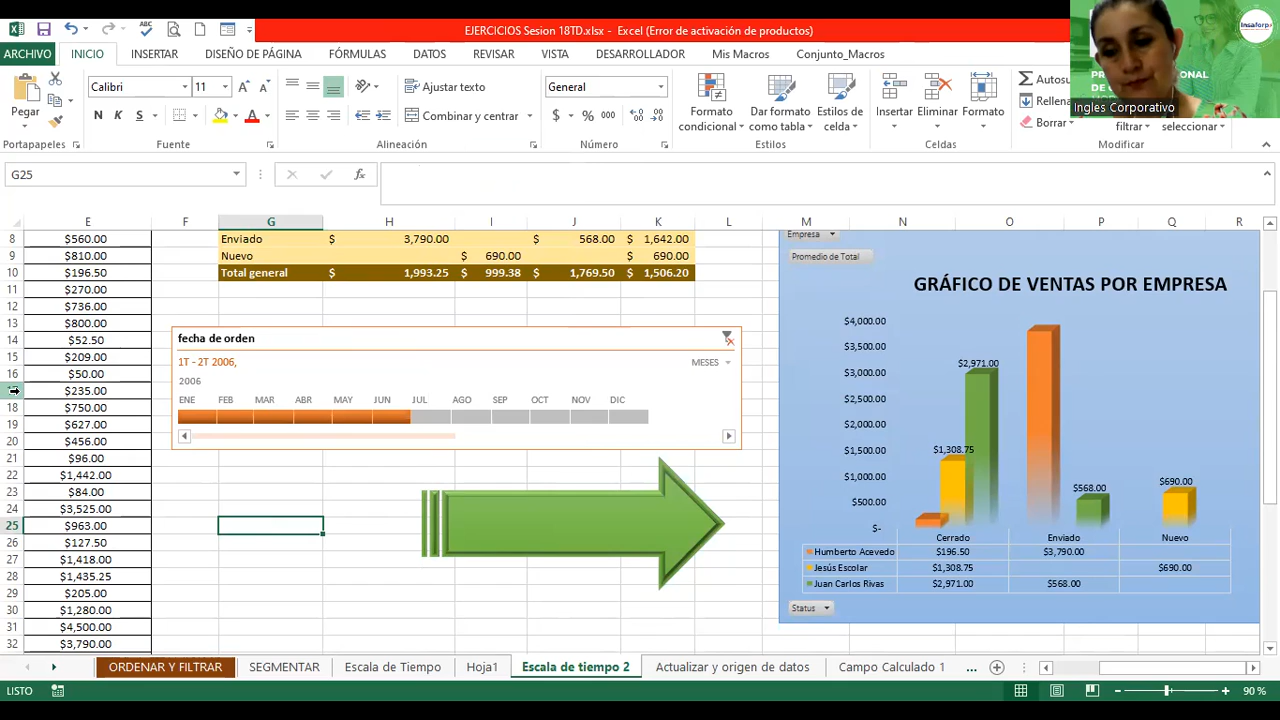 EJERCICIOS Sesion 18TD.xlsx - Excel (Error de activación de productos)
Insaforp
ARCHIVO INICIO INSERTAR DISEÑO DE PÁGINA FÓRMULAS DATOS REVISAR VISTA DESARROLLADOR Mis Macros Conjunto_Macros
Ingles Corporativo
Pegar
Calibri 11
N K S
Ajustar texto
Combinar y centrar
General
$ % 000
Formato condicional
Dar formato como tabla
Estilos de celda
Insertar Eliminar Formato
Autosu
Rellena
Borrar
filtrar
seleccionar
Portapapeles Fuente Alineación Número Estilos Celdas Modificar
G25
E F G H I J K L M N O P Q R
8 $560.00 Enviado $ 3,790.00 $ 568.00 $ 1,642.00
9 $810.00 Nuevo $ 690.00 $ 690.00
10 $196.50 Total general $ 1,993.25 $ 999.38 $ 1,769.50 $ 1,506.20
11 $270.00
12 $736.00
13 $800.00
14 $52.50
15 $209.00
16 $50.00
$235.00
18 $750.00
19 $627.00
20 $456.00
21 $96.00
22 $1,442.00
23 $84.00
24 $3,525.00
25 $963.00
26 $127.50
27 $1,418.00
28 $1,435.25
29 $205.00
30 $1,280.00
31 $4,500.00
32 $3,790.00
fecha de orden
1T - 2T 2006,
MESES
2006
ENE FEB MAR ABR MAY JUN JUL AGO SEP OCT NOV DIC
Empresa
Promedio de Total
GRÁFICO DE VENTAS POR EMPRESA
$4,000.00
$3,500.00
$3,000.00
$2,500.00
$2,000.00
$1,500.00
$1,000.00
$500.00
$-
$2,971.00
$1,308.75
$568.00
$690.00
Cerrado Enviado Nuevo
Humberto Acevedo $196.50 $3,790.00
Jesús Escolar $1,308.75 $690.00
Juan Carlos Rivas $2,971.00 $568.00
Status
ORDENAR Y FILTRAR SEGMENTAR Escala de Tiempo Hoja1 Escala de tiempo 2 Actualizar y origen de datos Campo Calculado 1 ...
LISTO
90 %